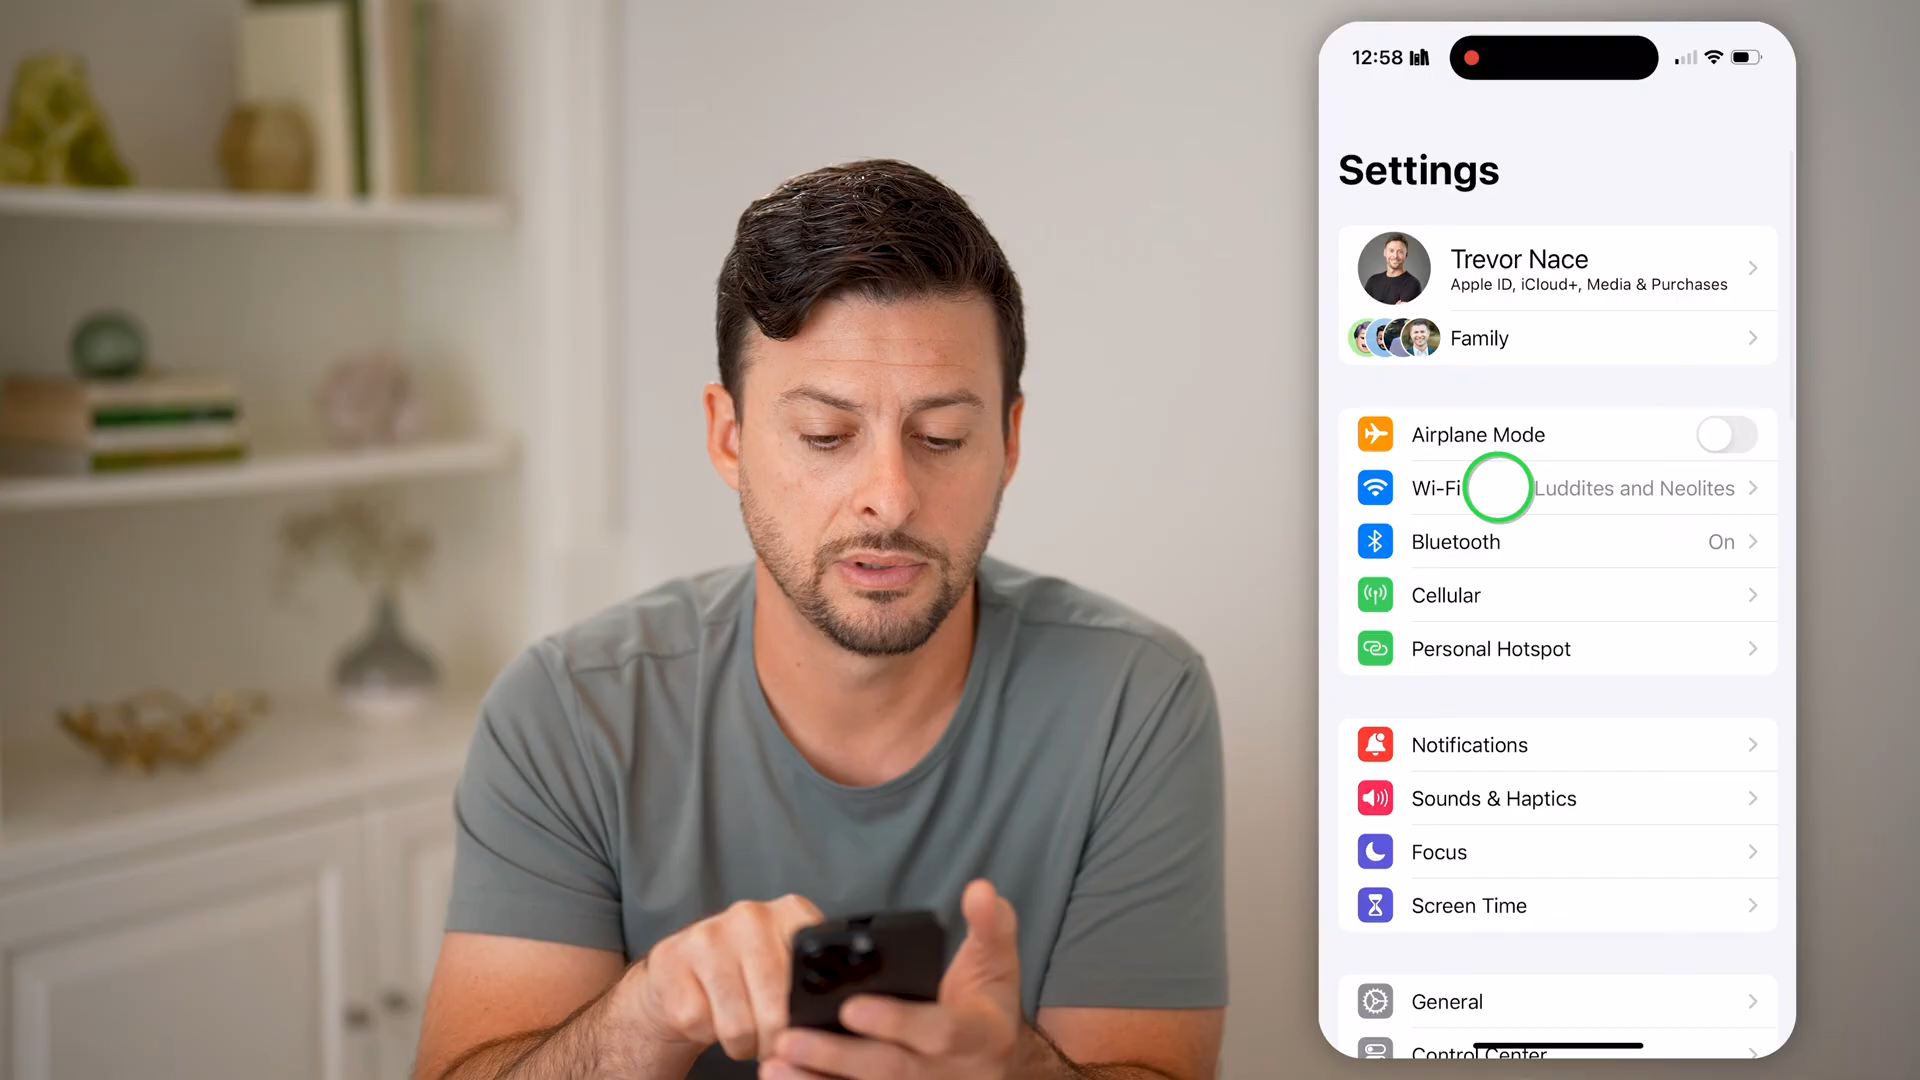 12:58
Settings
Trevor Nace
Apple ID, iCloud+, Media & Purchases
Family
Airplane Mode
Wi-Fi Luddites and Neolites
Bluetooth On
Cellular
Personal Hotspot
Notifications
Sounds & Haptics
Focus
Screen Time
General
Control Center